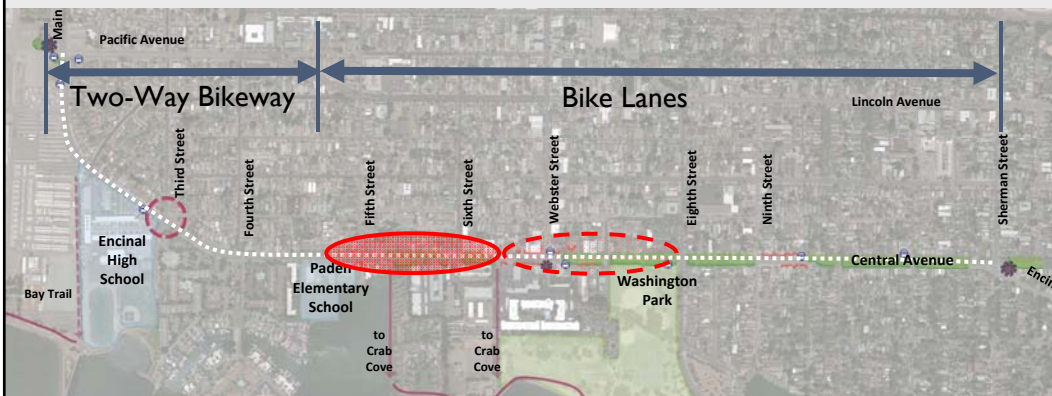 Main
Pacific Avenue
Two-Way Bikeway
Bike Lanes
Lincoln Avenue
Third Street
Fourth Street
Fifth Street
Sixth Street
Webster Street
Eighth Street
Ninth Street
Sherman Street
Encinal
High
School
Paden
Elementary
School
Washington
Park
Central Avenue
Encin
Bay Trail
to
Crab
Cove
to
Crab
Cove